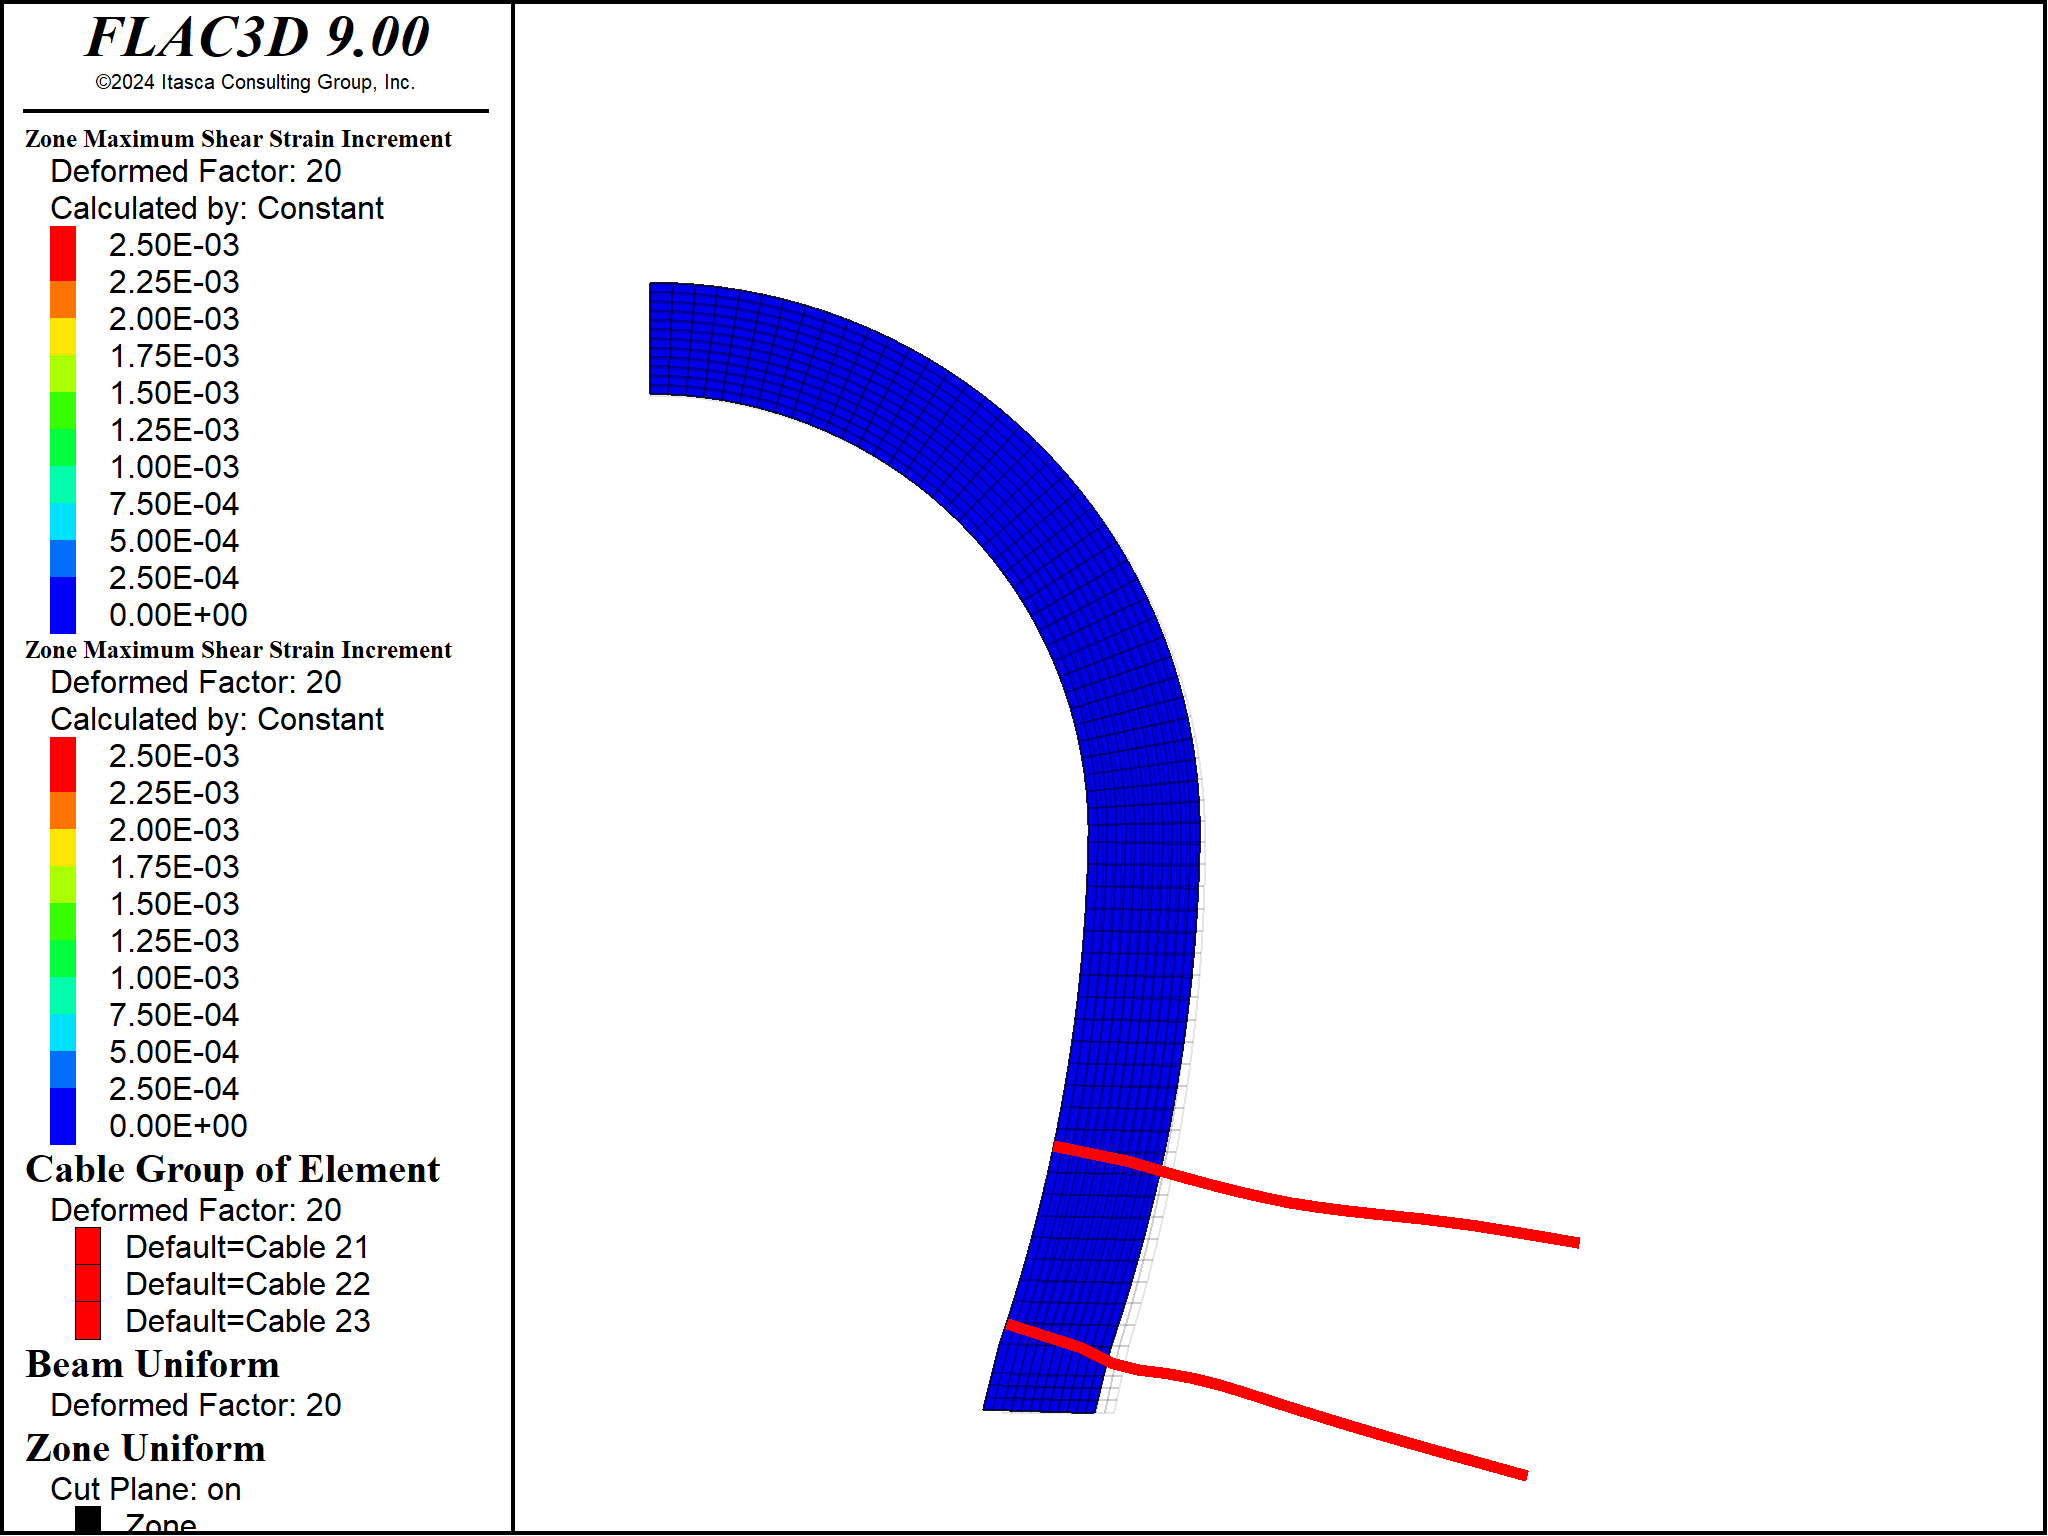 FLAC3D 9.00
©2024 Itasca Consulting Group, Inc.
Zone Maximum Shear Strain Increment
Deformed Factor: 20
Calculated by: Constant
2.50E-03
2.25E-03
2.00E-03
1.75E-03
1.50E-03
1.25E-03
1.00E-03
7.50E-04
5.00E-04
2.50E-04
0.00E+00
Zone Maximum Shear Strain Increment
Deformed Factor: 20
Calculated by: Constant
2.50E-03
2.25E-03
2.00E-03
1.75E-03
1.50E-03
1.25E-03
1.00E-03
7.50E-04
5.00E-04
2.50E-04
0.00E+00
Cable Group of Element
Deformed Factor: 20
Default=Cable 21
Default=Cable 22
Default=Cable 23
Beam Uniform
Deformed Factor: 20
Zone Uniform
Cut Plane: on
Zone